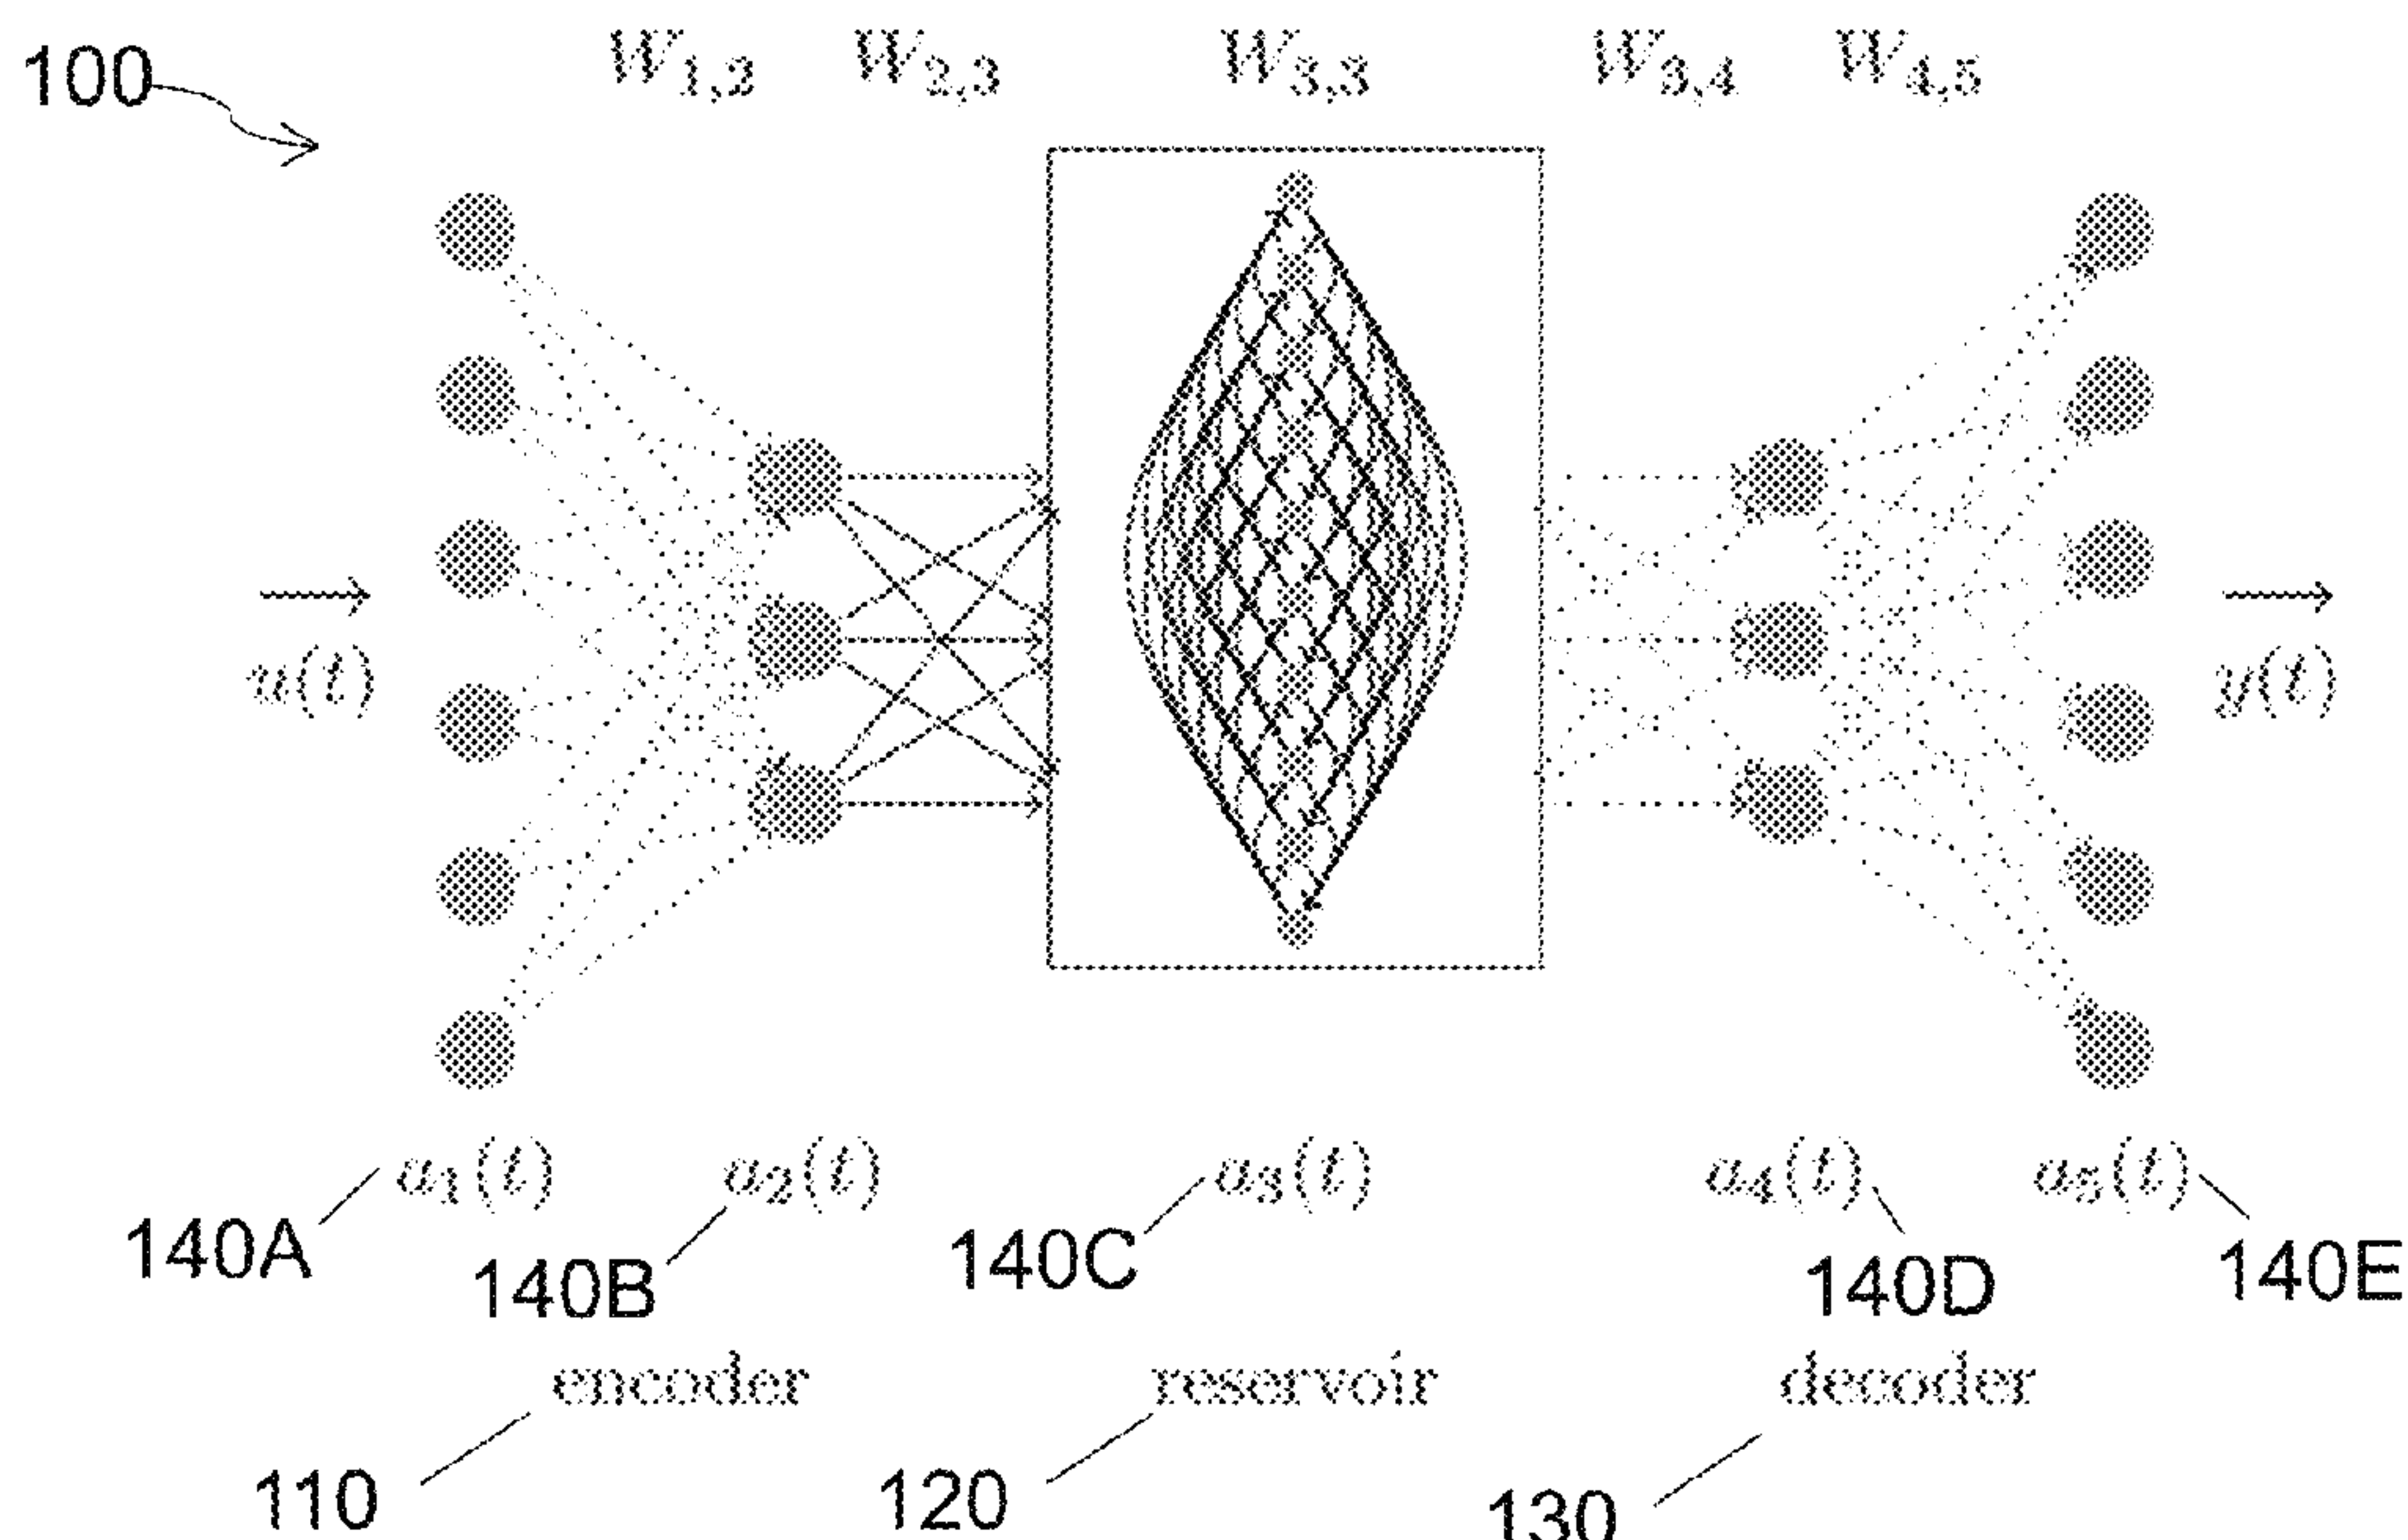 100
W1,2 W2,3 W3,3 W3,4 W4,5
u(t) y(t)
a1(t) a2(t) a3(t) a4(t) a5(t)
140A 140B 140C 140D 140E
encoder reservoir decoder
110 120 130